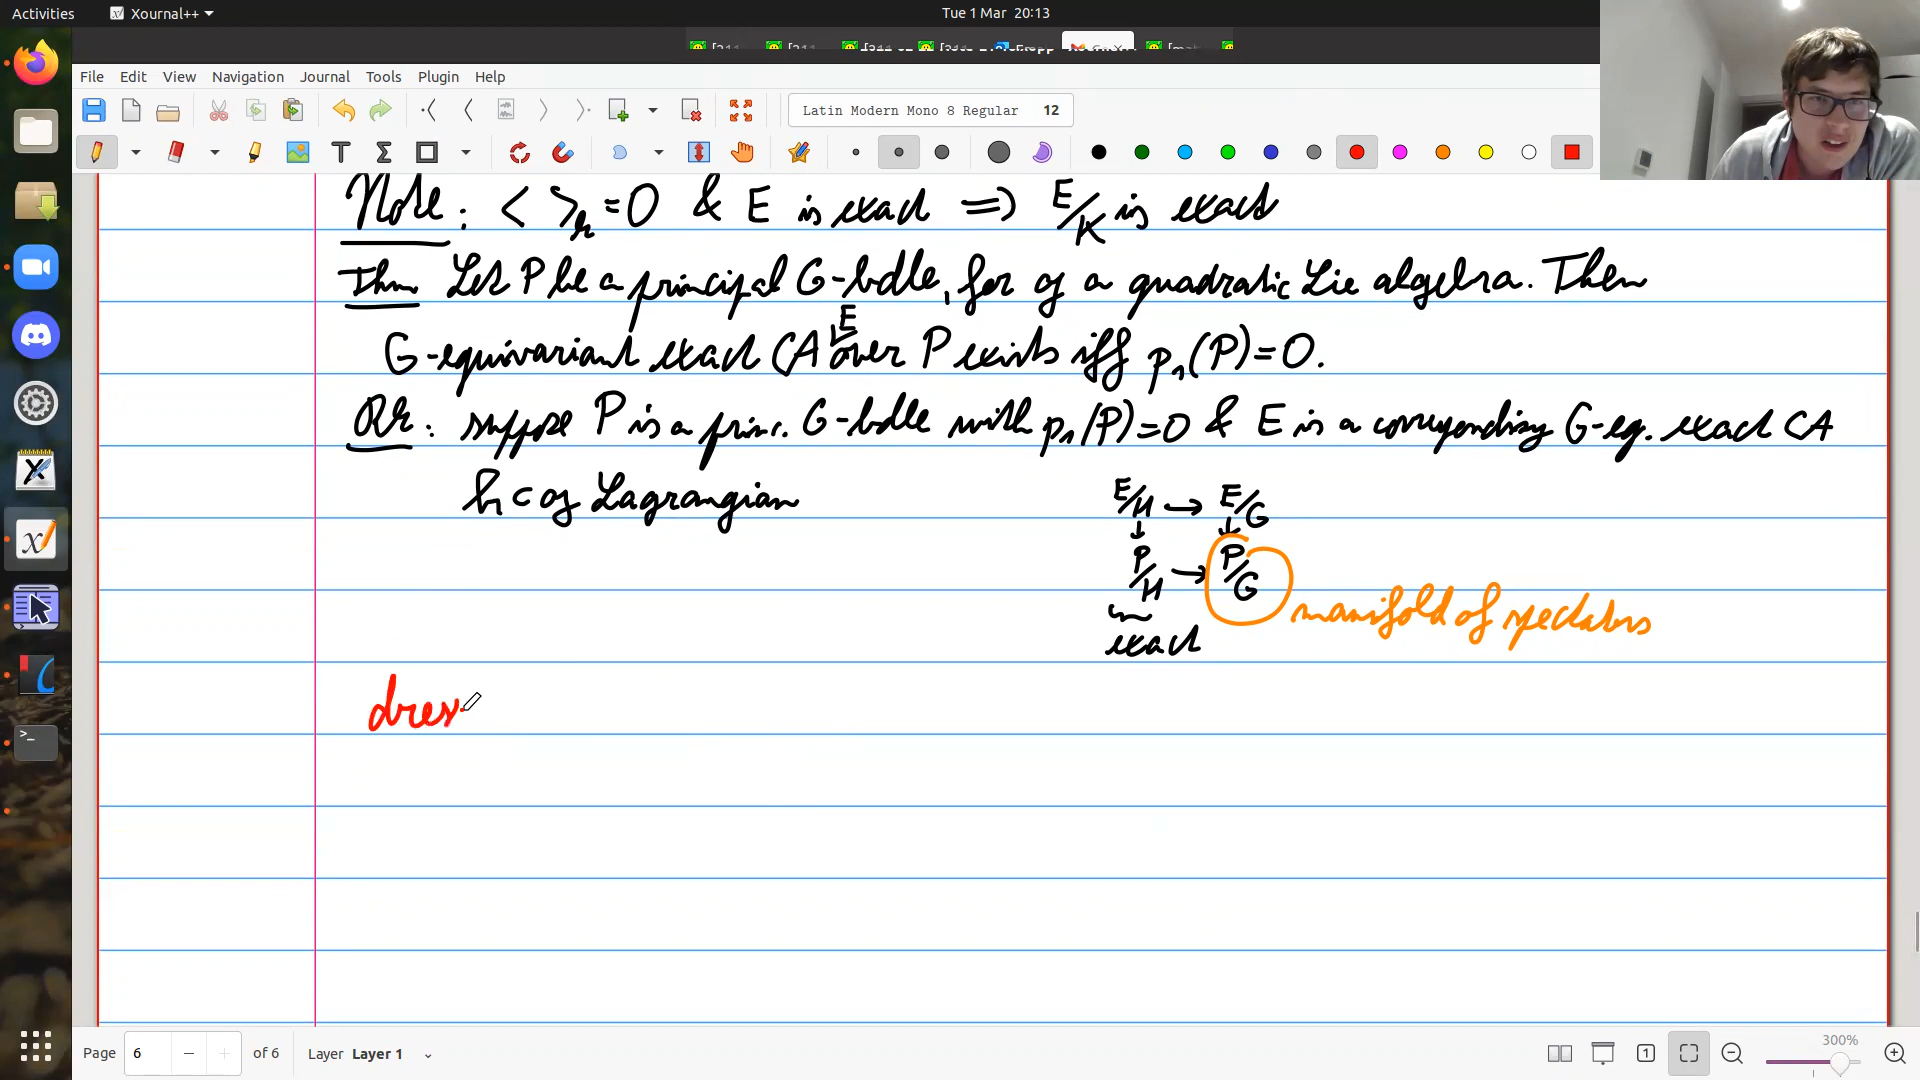 Activities Xournal++ Tue 1 Mar 20:13
File Edit View Navigation Journal Tools Plugin Help
Latin Modern Mono 8 Regular 12
Note: < >_k = 0 & E is exact ⇒ E/K is exact
Thm Let P be a principal G-bdle, for 𝔤 a quadratic Lie algebra. Then
G-equivariant exact CA E over P exists iff p₁(P)=0.
Rk: suppose P is a princ. G-bdle with p₁(P)=0 & E is a corresponding G-eq. exact CA
𝔥 ⊂ 𝔤 Lagrangian
E/H → E/G
↓ ↓
P/H → P/G manifold of spectators
exact
dres
Page 6 of 6 Layer Layer 1 300%